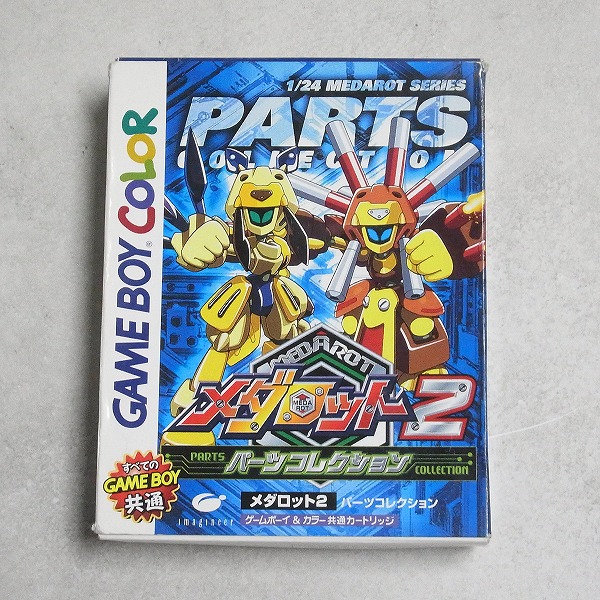 GAME BOY COLOR
1/24 MEDAROT SERIES
PARTS
COLLECTION
MEDAROT
メダロット2
MEDA
ROT
PARTS パーツコレクション COLLECTION
すべての
GAME BOY
共通
imagineer
メダロット2 パーツコレクション
ゲームボーイ&カラー共通カートリッジ